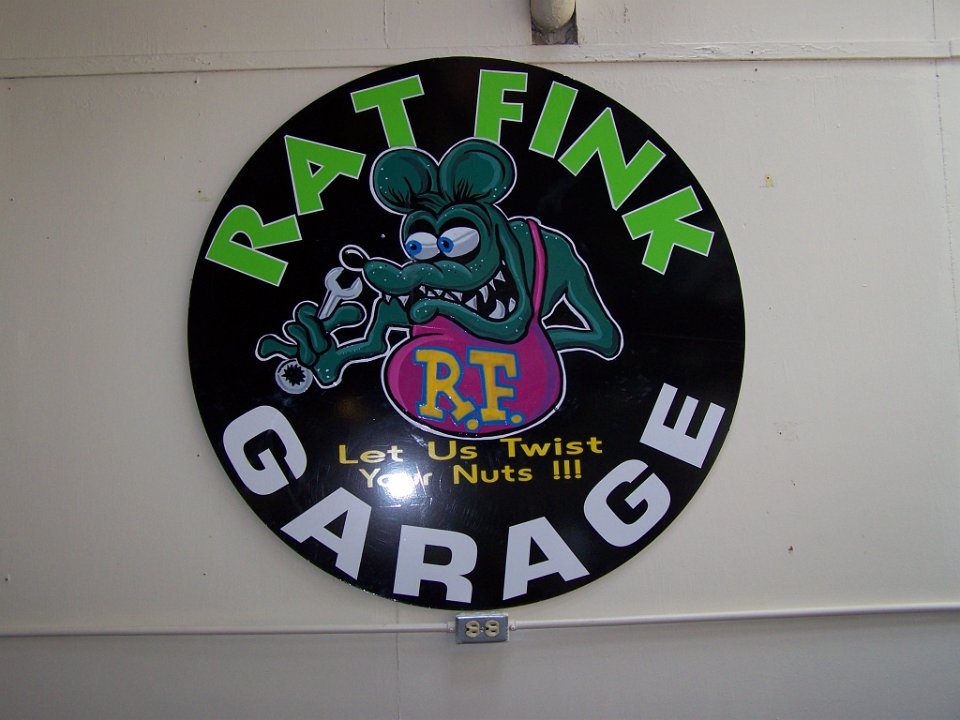 RAT FINK
R.F.
Let Us Twist
Your Nuts !!!
GARAGE